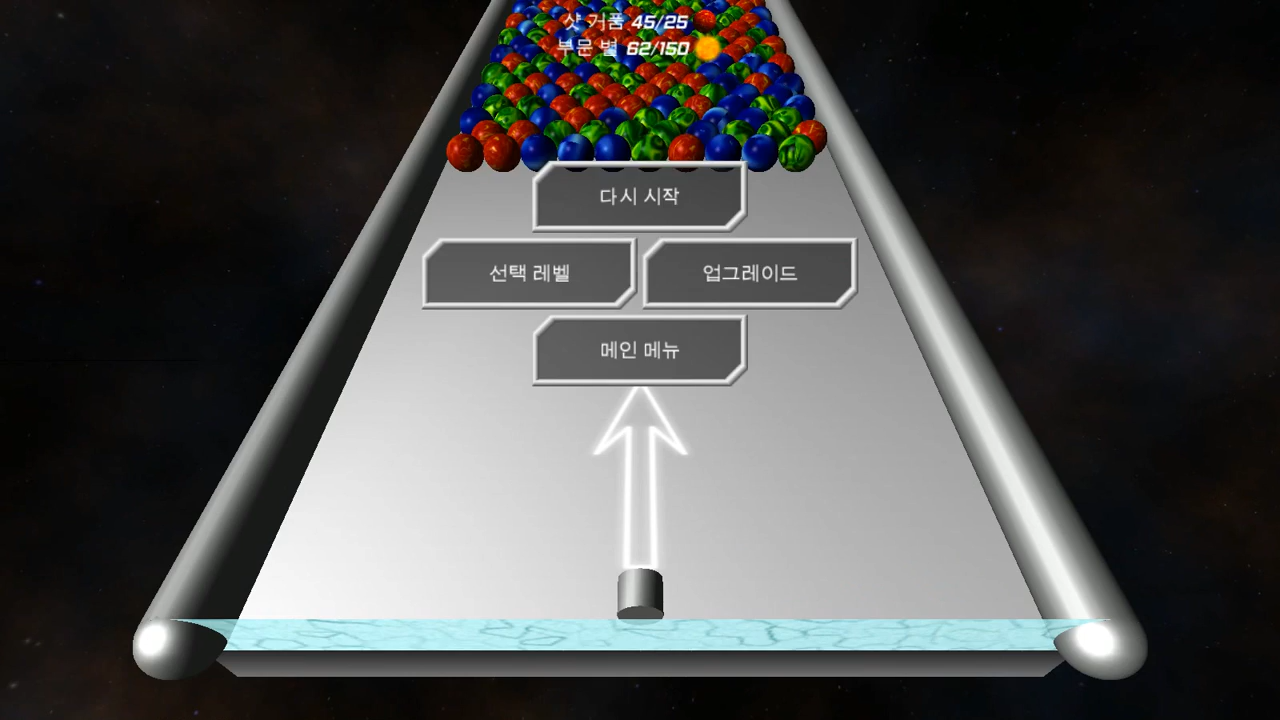 샷 거품 45/25
부문 별 62/150
다시 시작
선택 레벨
업그레이드
메인 메뉴